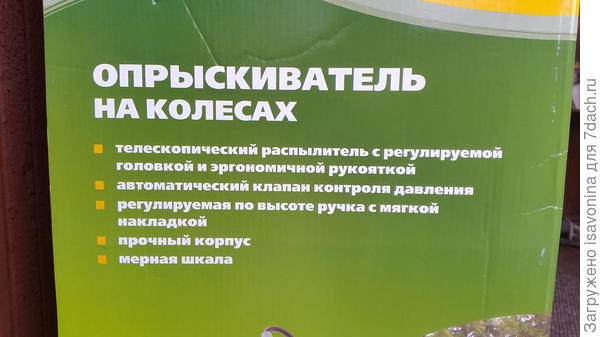 ОПРЫСКИВАТЕЛЬ
НА КОЛЕСАХ
телескопический распылитель с регулируемой
головкой и эргономичной рукояткой
автоматический клапан контроля давления
регулируемая по высоте ручка с мягкой
накладкой
прочный корпус
мерная шкала
Загружено isavonina для 7dach.ru